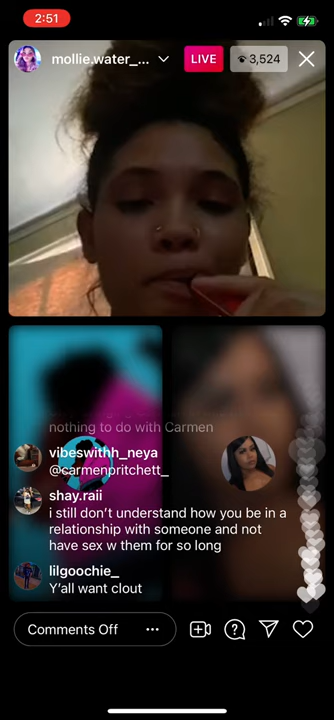 2:51
mollie.water_...
LIVE
3,524
nothing to do with Carmen
vibeswithh_neya
@carmenpritchett_
shay.raii
i still don’t understand how you be in a
relationship with someone and not
have sex w them for so long
lilgoochie_
Y’all want clout
Comments Off